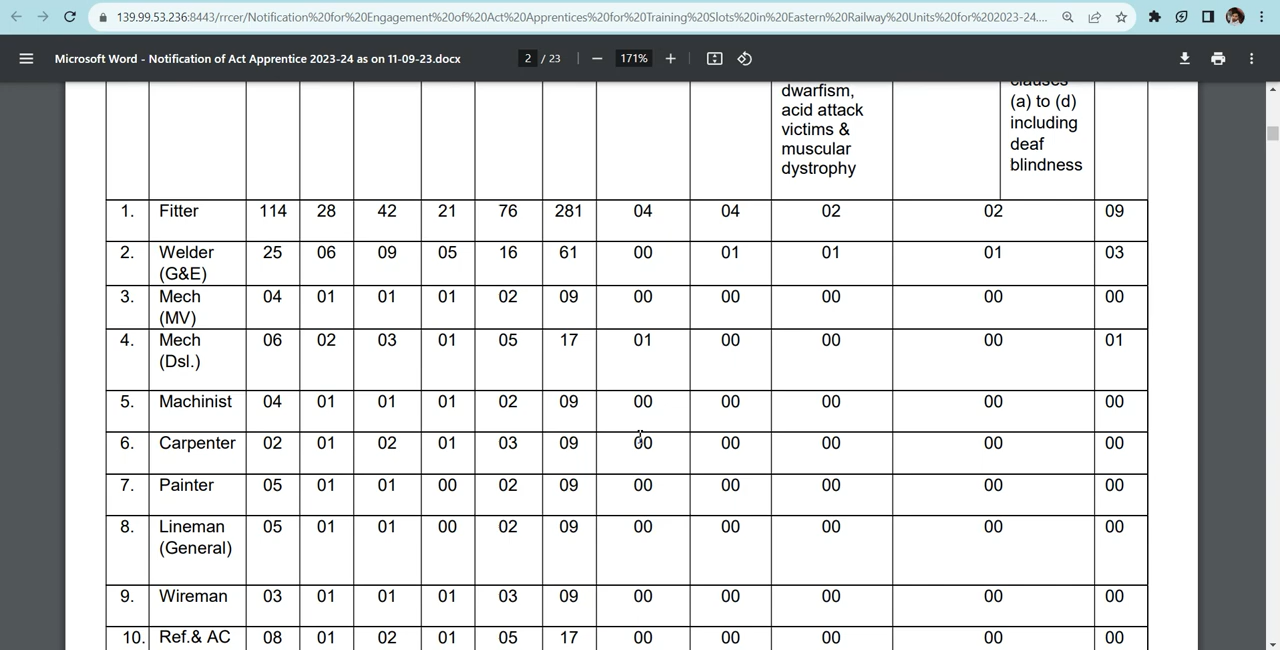 139.99.53.236:8443/rrcer/Notification%20for%20Engagement%20of%20Act%20Apprentices%20for%20Training%20Slots%20in%20Eastern%20Railway%20Units%20for%202023-24....
Microsoft Word - Notification of Act Apprentice 2023-24 as on 11-09-23.docx 2 / 23 171%
dwarfism,
acid attack
victims &
muscular
dystrophy
clauses
(a) to (d)
including
deaf
blindness
1. Fitter 114 28 42 21 76 281 04 04 02 02 09
2. Welder (G&E) 25 06 09 05 16 61 00 01 01 01 03
3. Mech (MV) 04 01 01 01 02 09 00 00 00 00 00
4. Mech (Dsl.) 06 02 03 01 05 17 01 00 00 00 01
5. Machinist 04 01 01 01 02 09 00 00 00 00 00
6. Carpenter 02 01 02 01 03 09 00 00 00 00 00
7. Painter 05 01 01 00 02 09 00 00 00 00 00
8. Lineman (General) 05 01 01 00 02 09 00 00 00 00 00
9. Wireman 03 01 01 01 03 09 00 00 00 00 00
10. Ref.& AC 08 01 02 01 05 17 00 00 00 00 00